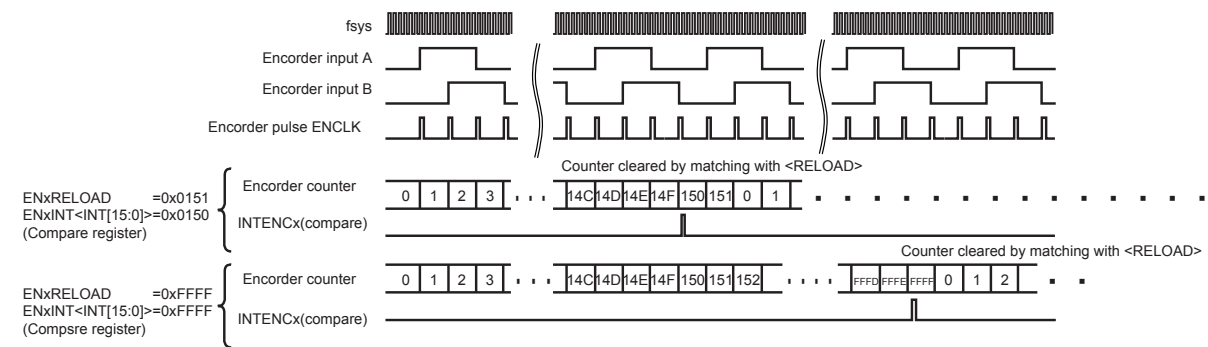 fsys
Encorder input A
Encorder input B
Encorder pulse ENCLK
Counter cleared by matching with <RELOAD>
ENxRELOAD =0x0151
ENxINT<INT[15:0]>=0x0150
(Compare register)
Encorder counter
0 1 2 3 14C 14D 14E 14F 150 151 0 1
INTENCx(compare)
Counter cleared by matching with <RELOAD>
ENxRELOAD =0xFFFF
ENxINT<INT[15:0]>=0xFFFF
(Compsre register)
Encorder counter
0 1 2 3 14C 14D 14E 14F 150 151 152 FFFD FFFE FFFF 0 1 2
INTENCx(compare)